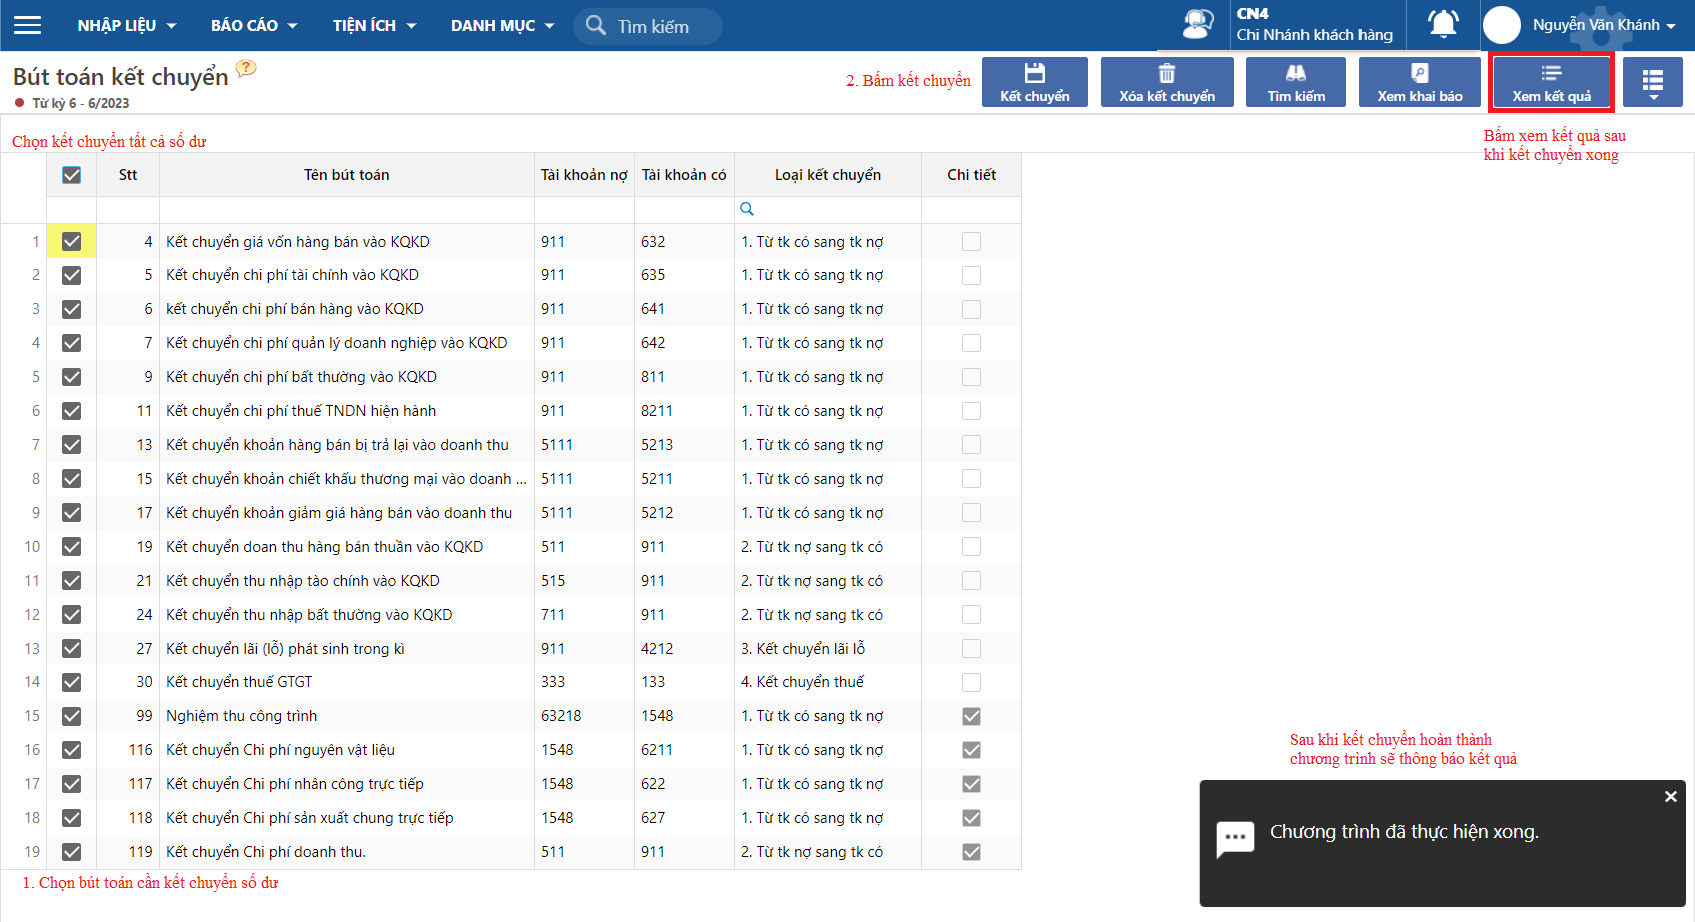 NHẬP LIỆU BÁO CÁO TIỆN ÍCH DANH MỤC Tìm kiếm CN4 Nguyễn Văn Khánh
Chi Nhánh khách hàng
Bút toán kết chuyển ?
Từ kỳ 6 - 6/2023
2. Bấm kết chuyển
Kết chuyển Xóa kết chuyển Tìm kiếm Xem khai báo Xem kết quả
Chọn kết chuyển tất cả số dư
Bấm xem kết quả sau
khi kết chuyển xong
Stt Tên bút toán Tài khoản nợ Tài khoản có Loại kết chuyển Chi tiết
1 4 Kết chuyển giá vốn hàng bán vào KQKD 911 632 1. Từ tk có sang tk nợ
2 5 Kết chuyển chi phí tài chính vào KQKD 911 635 1. Từ tk có sang tk nợ
3 6 kết chuyển chi phí bán hàng vào KQKD 911 641 1. Từ tk có sang tk nợ
4 7 Kết chuyển chi phí quản lý doanh nghiệp vào KQKD 911 642 1. Từ tk có sang tk nợ
5 9 Kết chuyển chi phí bất thường vào KQKD 911 811 1. Từ tk có sang tk nợ
6 11 Kết chuyển chi phí thuế TNDN hiện hành 911 8211 1. Từ tk có sang tk nợ
7 13 Kết chuyển khoản hàng bán bị trả lại vào doanh thu 5111 5213 1. Từ tk có sang tk nợ
8 15 Kết chuyển khoản chiết khấu thương mại vào doanh ... 5111 5211 1. Từ tk có sang tk nợ
9 17 Kết chuyển khoản giảm giá hàng bán vào doanh thu 5111 5212 1. Từ tk có sang tk nợ
10 19 Kết chuyển doan thu hàng bán thuần vào KQKD 511 911 2. Từ tk nợ sang tk có
11 21 Kết chuyển thu nhập tào chính vào KQKD 515 911 2. Từ tk nợ sang tk có
12 24 Kết chuyển thu nhập bất thường vào KQKD 711 911 2. Từ tk nợ sang tk có
13 27 Kết chuyển lãi (lỗ) phát sinh trong kì 911 4212 3. Kết chuyển lãi lỗ
14 30 Kết chuyển thuế GTGT 333 133 4. Kết chuyển thuế
15 99 Nghiệm thu công trình 63218 1548 1. Từ tk có sang tk nợ
16 116 Kết chuyển Chi phí nguyên vật liệu 1548 6211 1. Từ tk có sang tk nợ
17 117 Kết chuyển Chi phí nhân công trực tiếp 1548 622 1. Từ tk có sang tk nợ
18 118 Kết chuyển Chi phí sản xuất chung trực tiếp 1548 627 1. Từ tk có sang tk nợ
19 119 Kết chuyển Chi phí doanh thu. 511 911 2. Từ tk nợ sang tk có
1. Chọn bút toán cần kết chuyển số dư
Sau khi kết chuyển hoàn thành
chương trình sẽ thông báo kết quả
Chương trình đã thực hiện xong.